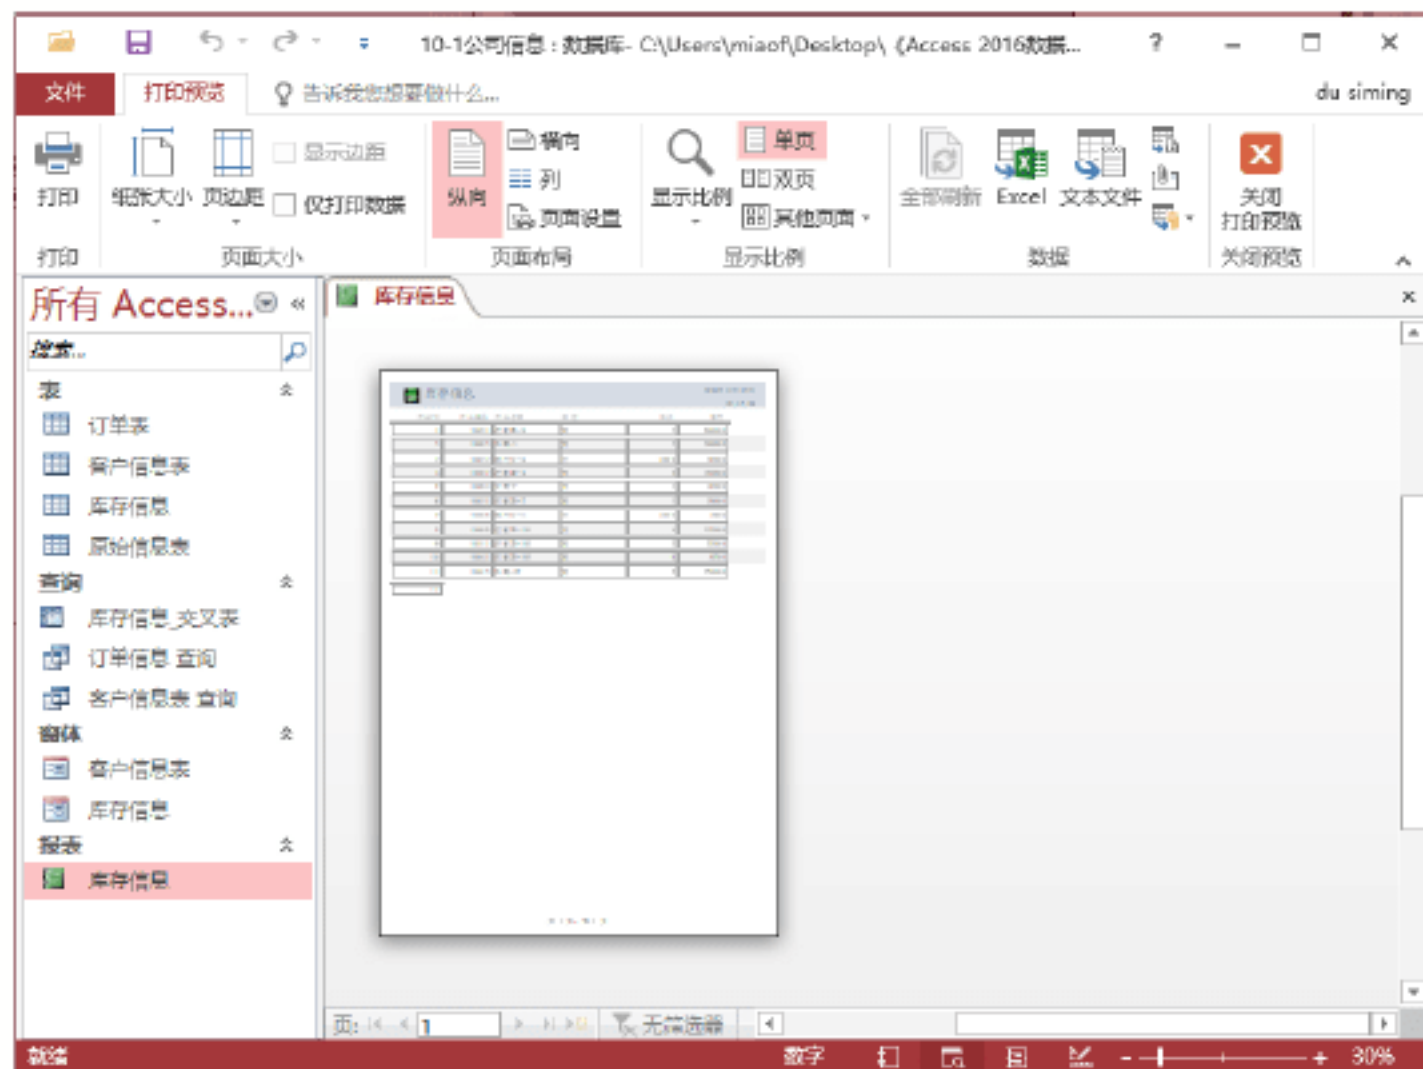 10-1公司信息 : 数据库- C:\Users\miaof\Desktop\《Access 2016数据... ?
文件 打印预览 告诉我您想要做什么... du siming
打印 纸张大小 页边距 显示边距 仅打印数据 纵向 横向 列 页面设置 显示比例 单页 双页 其他页面 全部刷新 Excel 文本文件 关闭打印预览
打印 页面大小 页面布局 显示比例 数据 关闭预览
所有 Access...
搜索...
表
订单表
客户信息表
库存信息
原始信息表
查询
库存信息_交叉表
订单信息 查询
客户信息表 查询
窗体
客户信息表
库存信息
报表
库存信息
库存信息
库存信息
页: 1 无筛选器
就绪 数字 30%